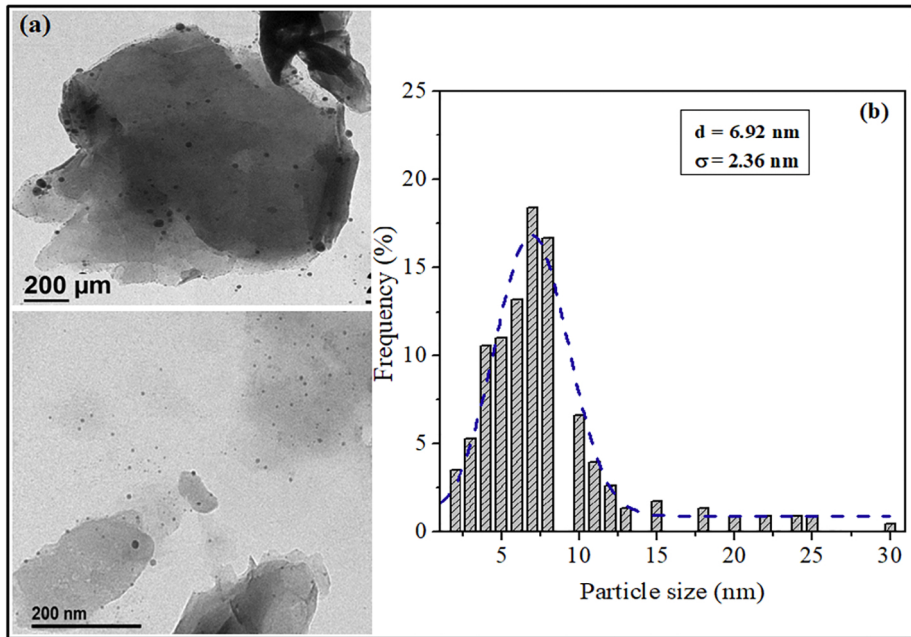 (a)
200 µm
2
200 nm
(b)
d = 6.92 nm
σ = 2.36 nm
Frequency (%)
25
20
15
10
5
0
5 10 15 20 25 30
Particle size (nm)